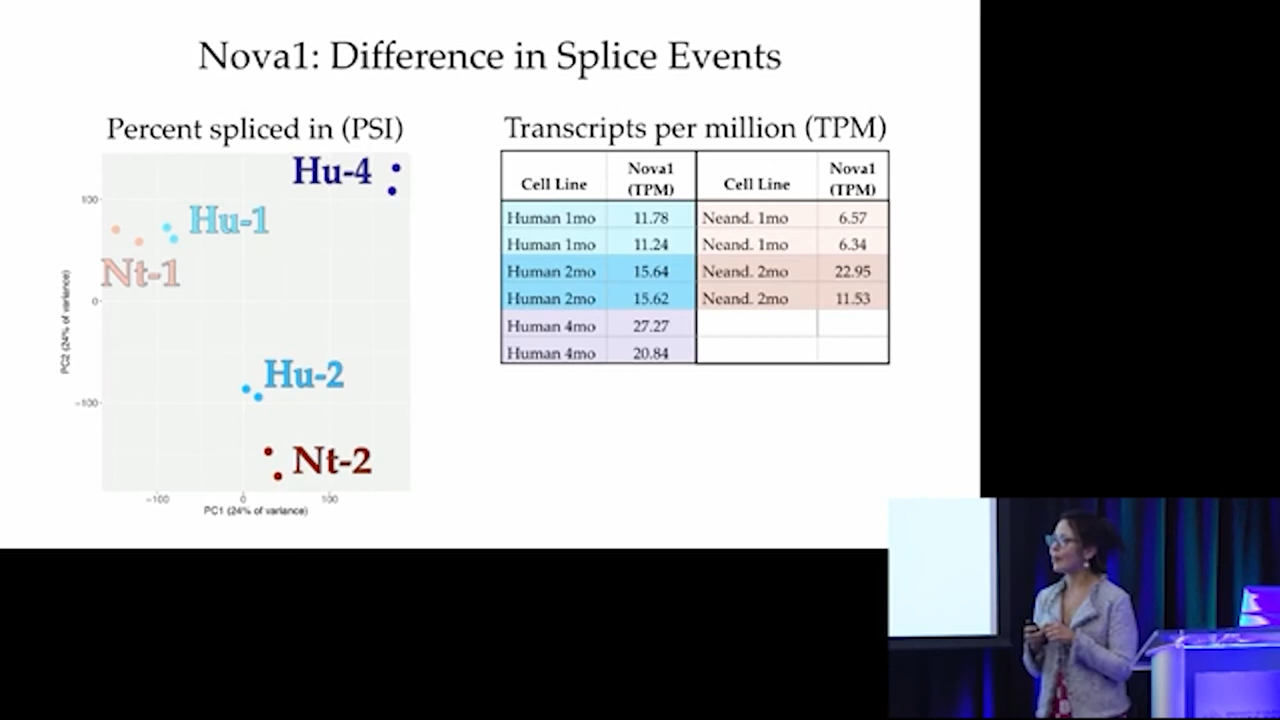 Nova1: Difference in Splice Events
Percent spliced in (PSI)
Hu-4
100
Hu-1
Nt-1
0
Hu-2
-100
Nt-2
-100 0 100
PC1 (24% of variance)
PC2 (24% of variance)
Transcripts per million (TPM)
Cell Line Nova1 (TPM) Cell Line Nova1 (TPM)
Human 1mo 11.78 Neand. 1mo 6.57
Human 1mo 11.24 Neand. 1mo 6.34
Human 2mo 15.64 Neand. 2mo 22.95
Human 2mo 15.62 Neand. 2mo 11.53
Human 4mo 27.27
Human 4mo 20.84